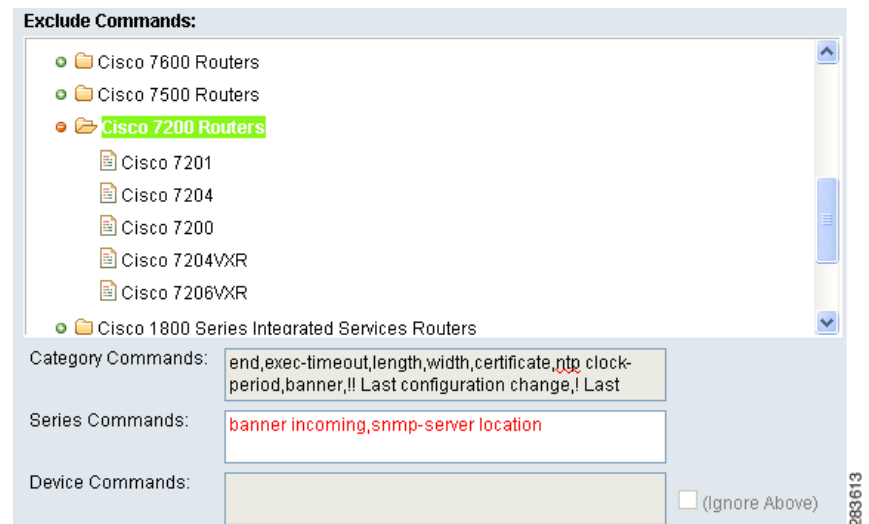 Exclude Commands:
Cisco 7600 Routers
Cisco 7500 Routers
Cisco 7200 Routers
Cisco 7201
Cisco 7204
Cisco 7200
Cisco 7204VXR
Cisco 7206VXR
Cisco 1800 Series Integrated Services Routers
Category Commands:
end,exec-timeout,length,width,certificate,ntp clock-
period,banner,!! Last configuration change,! Last
Series Commands:
banner incoming,snmp-server location
Device Commands:
(Ignore Above)
283613